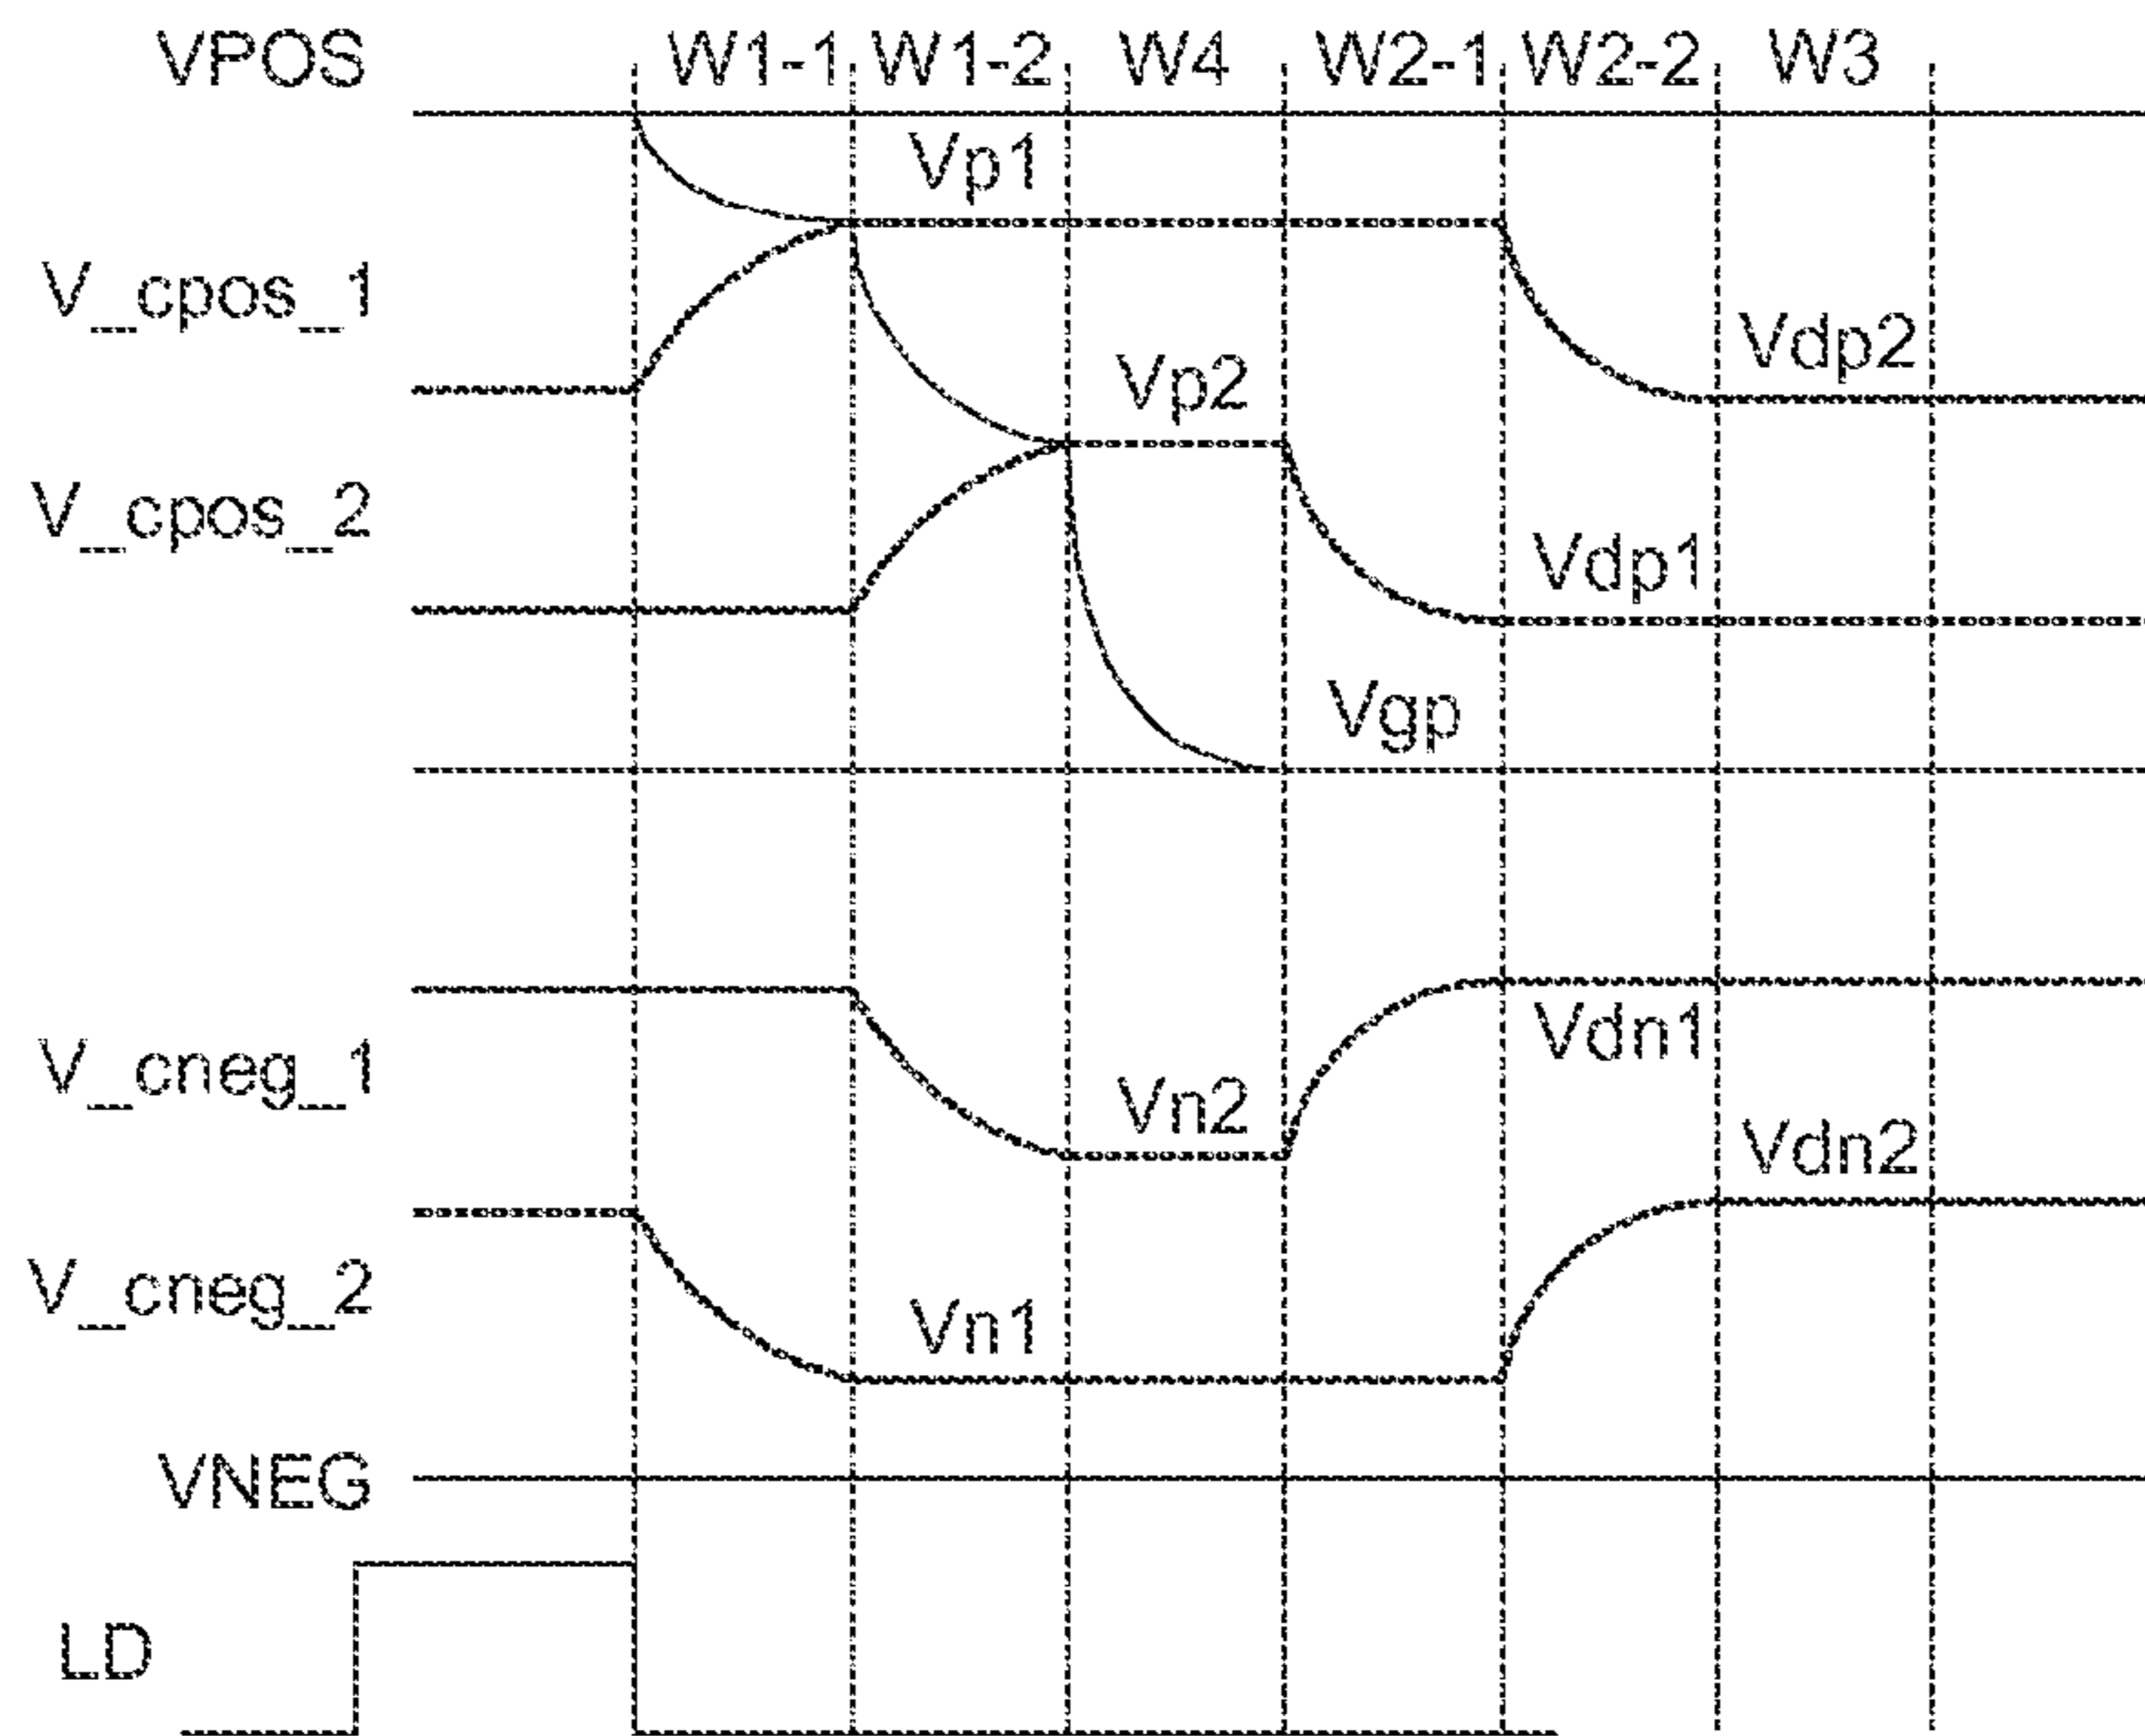 VPOS W1-1 W1-2 W4 W2-1 W2-2 W3
Vp1
V_cpos_1
Vdp2
Vp2
V_cpos_2
Vdp1
Vgp
Vdn1
V_cneg_1
Vn2
Vdn2
V_cneg_2
Vn1
VNEG
LD